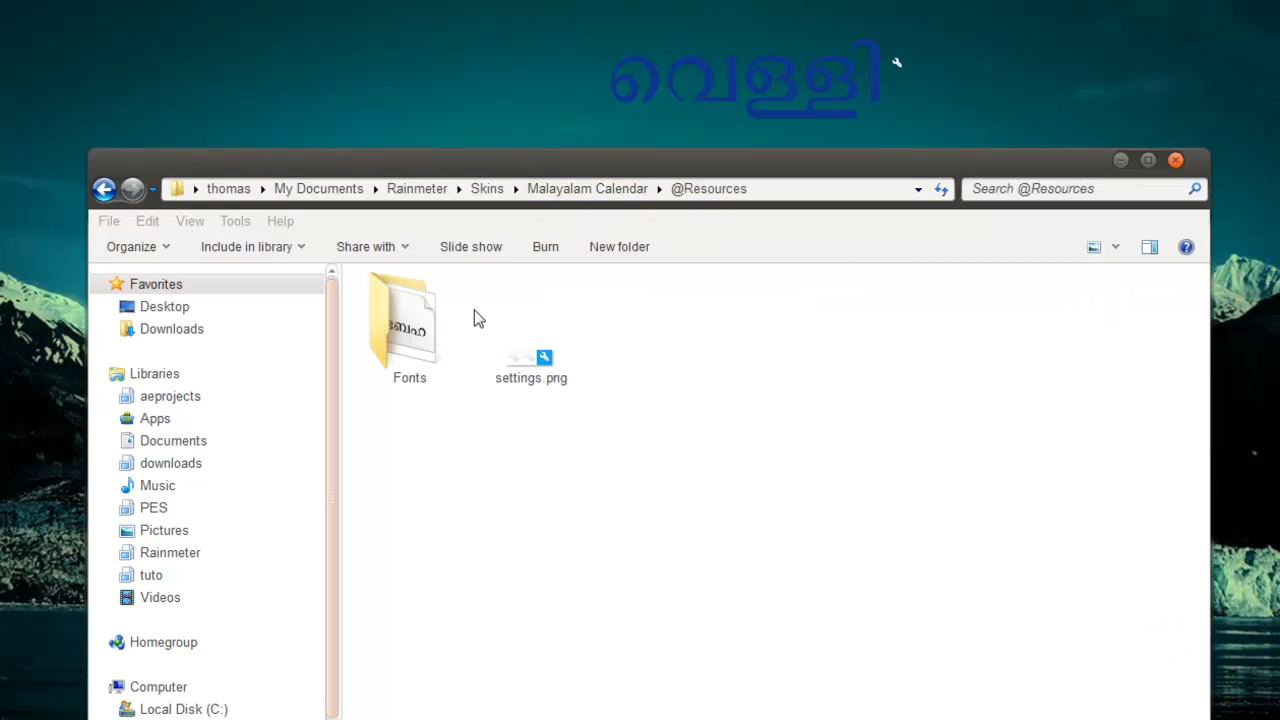 വെള്ളി
thomas My Documents Rainmeter Skins Malayalam Calendar @Resources
Search @Resources
File Edit View Tools Help
Organize Include in library Share with Slide show Burn New folder
Favorites
Desktop
Downloads
Libraries
aeprojects
Apps
Documents
downloads
Music
PES
Pictures
Rainmeter
tuto
Videos
Homegroup
Computer
Local Disk (C:)
Fonts
settings.png